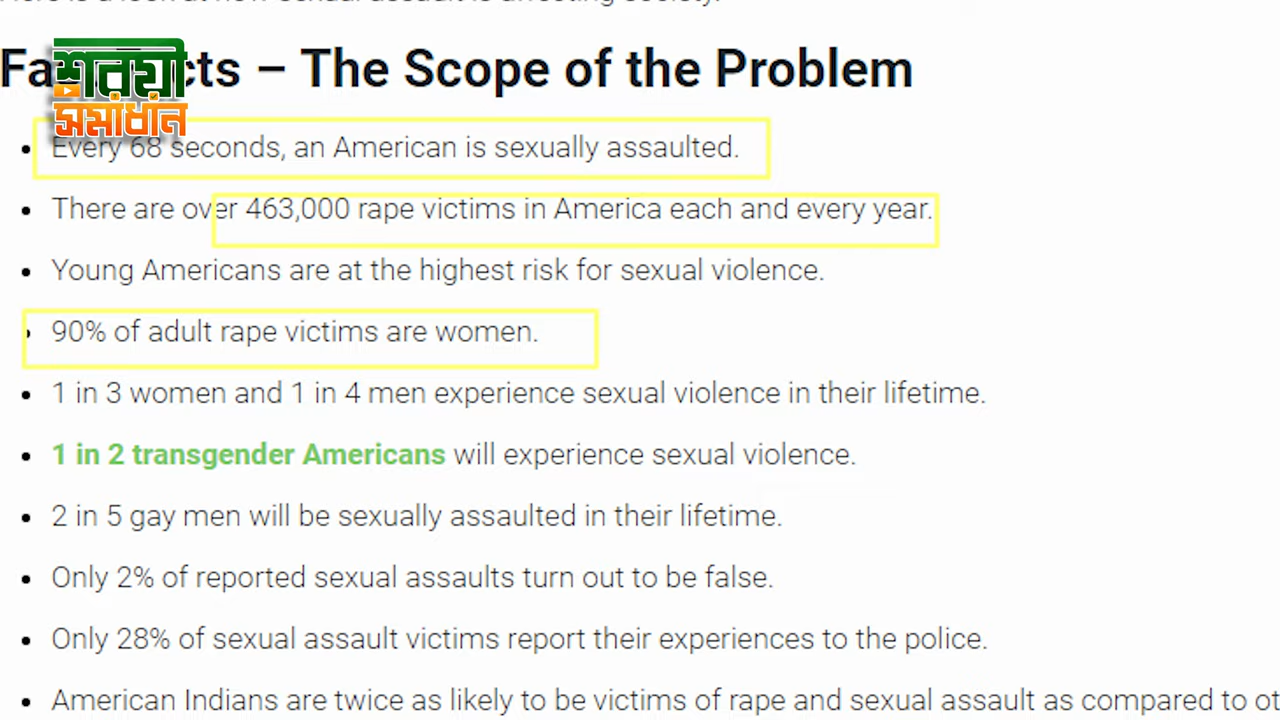 Fa cts – The Scope of the Problem
শরয়ী
সমাধান
Every 68 seconds, an American is sexually assaulted.
There are over 463,000 rape victims in America each and every year.
Young Americans are at the highest risk for sexual violence.
90% of adult rape victims are women.
1 in 3 women and 1 in 4 men experience sexual violence in their lifetime.
1 in 2 transgender Americans will experience sexual violence.
2 in 5 gay men will be sexually assaulted in their lifetime.
Only 2% of reported sexual assaults turn out to be false.
Only 28% of sexual assault victims report their experiences to the police.
American Indians are twice as likely to be victims of rape and sexual assault as compared to ot